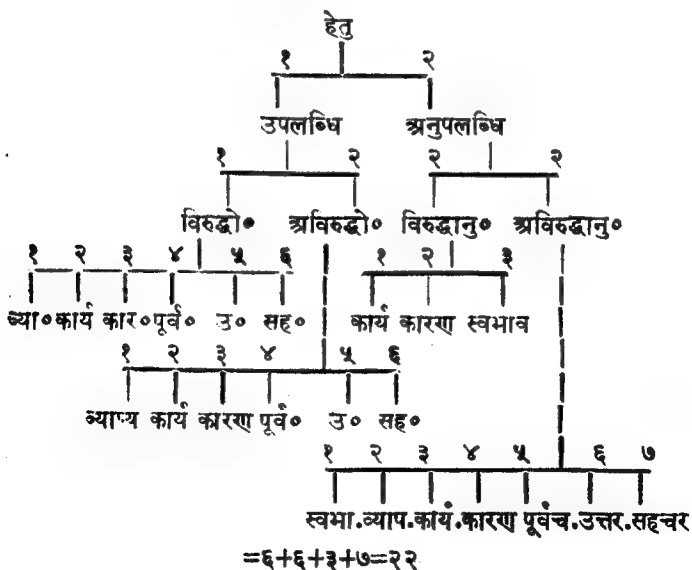 हेतु
१ २
उपलब्धि अनुपलब्धि
१ २ २ २
विरुद्धो॰ अविरुद्धो॰ विरुद्धानु॰ अविरुद्धानु॰
१ २ ३ ४ ५ ६ १ २ ३
व्या॰ कार्य कार॰ पूर्व॰ उ॰ सह॰ कार्य कारण स्वभाव
१ २ ३ ४ ५ ६
व्याप्य कार्य कारण पूर्व॰ उ॰ सह॰
१ २ ३ ४ ५ ६ ७
स्वभा.व्याप.कार्य.कारण पूर्वच.उत्तर.सहचर
=६+६+३+७=२२